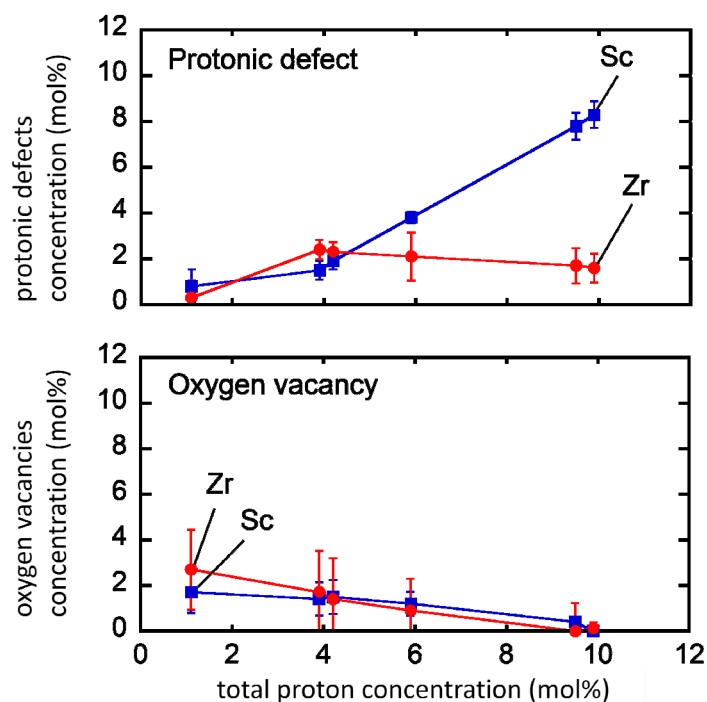 12
10
8
6
4
2
0
Protonic defect
Sc
Zr
protonic defects
concentration (mol%)
12
10
8
6
4
2
0
Oxygen vacancy
Zr
Sc
oxygen vacancies
concentration (mol%)
0 2 4 6 8 10 12
total proton concentration (mol%)